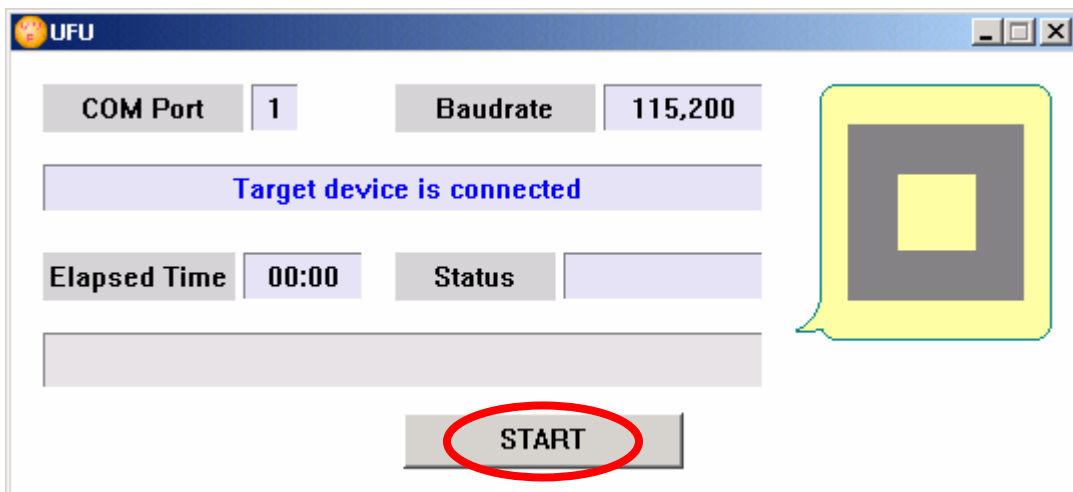 UFU
COM Port 1 Baudrate 115,200
Target device is connected
Elapsed Time 00:00 Status
START